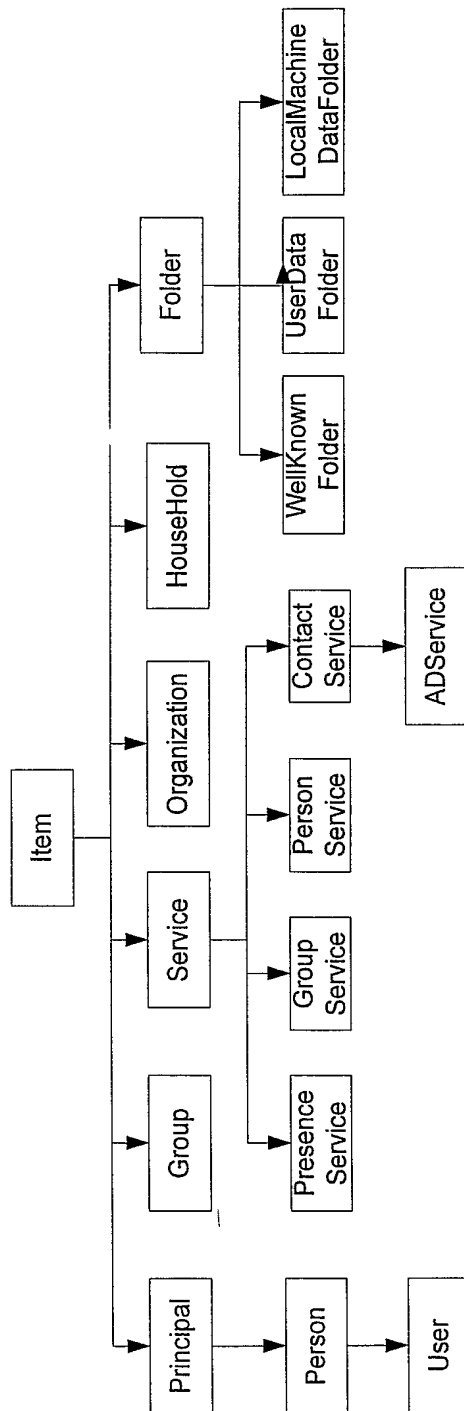 Item
Principal
Group
Service
Organization
HouseHold
Folder
Person
Presence
Service
Group
Service
Person
Service
Contact
Service
WellKnown
Folder
UserData
Folder
LocalMachine
DataFolder
User
ADService